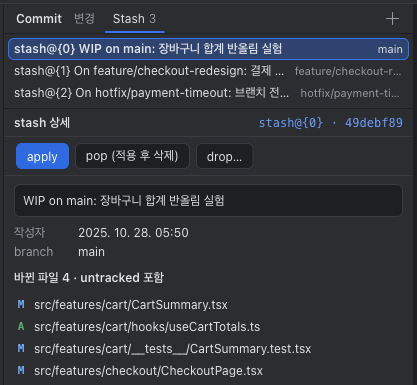 Commit 변경 Stash 3
stash@{0} WIP on main: 장바구니 합계 반올림 실험 main
stash@{1} On feature/checkout-redesign: 결제 ... feature/checkout-r...
stash@{2} On hotfix/payment-timeout: 브랜치 전... hotfix/payment-ti...
stash 상세 stash@{0} · 49debf89
apply pop (적용 후 삭제) drop...
WIP on main: 장바구니 합계 반올림 실험
작성자 2025. 10. 28. 05:50
branch main
바뀐 파일 4 · untracked 포함
M src/features/cart/CartSummary.tsx
A src/features/cart/hooks/useCartTotals.ts
M src/features/cart/__tests__/CartSummary.test.tsx
M src/features/checkout/CheckoutPage.tsx